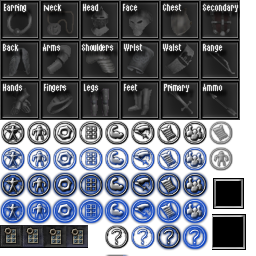 Earring Neck Head Face Chest Secondary
Back Arms Shoulders Wrist Waist Range
Hands Fingers Legs Feet Primary Ammo
? ? ? ?